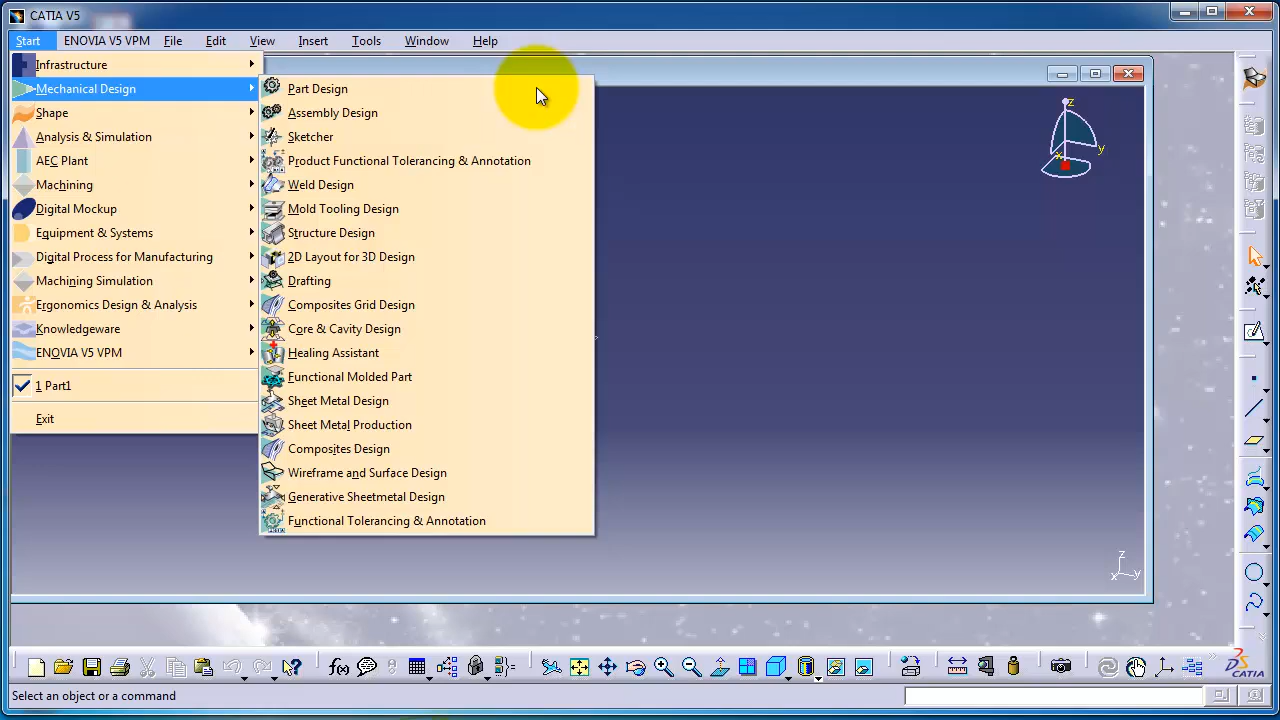 CATIA V5
Start ENOVIA V5 VPM File Edit View Insert Tools Window Help
Infrastructure
Mechanical Design
Shape
Analysis & Simulation
AEC Plant
Machining
Digital Mockup
Equipment & Systems
Digital Process for Manufacturing
Machining Simulation
Ergonomics Design & Analysis
Knowledgeware
ENOVIA V5 VPM
1 Part1
Exit
Part Design
Assembly Design
Sketcher
Product Functional Tolerancing & Annotation
Weld Design
Mold Tooling Design
Structure Design
2D Layout for 3D Design
Drafting
Composites Grid Design
Core & Cavity Design
Healing Assistant
Functional Molded Part
Sheet Metal Design
Sheet Metal Production
Composites Design
Wireframe and Surface Design
Generative Sheetmetal Design
Functional Tolerancing & Annotation
z
x y
z
x y
f(x)
CATIA
Select an object or a command